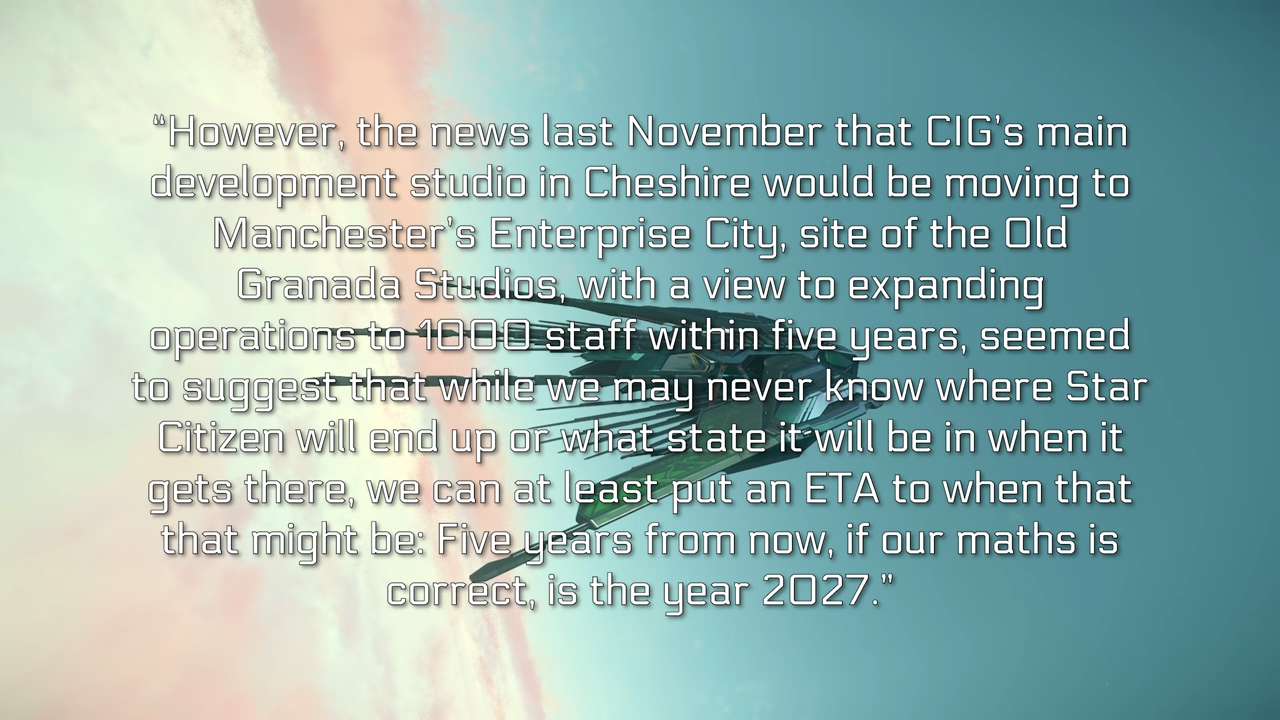 “However, the news last November that CIG’s main
development studio in Cheshire would be moving to
Manchester’s Enterprise City, site of the Old
Granada Studios, with a view to expanding
operations to 1000 staff within five years, seemed
to suggest that while we may never know where Star
Citizen will end up or what state it will be in when it
gets there, we can at least put an ETA to when that
that might be: Five years from now, if our maths is
correct, is the year 2027.”